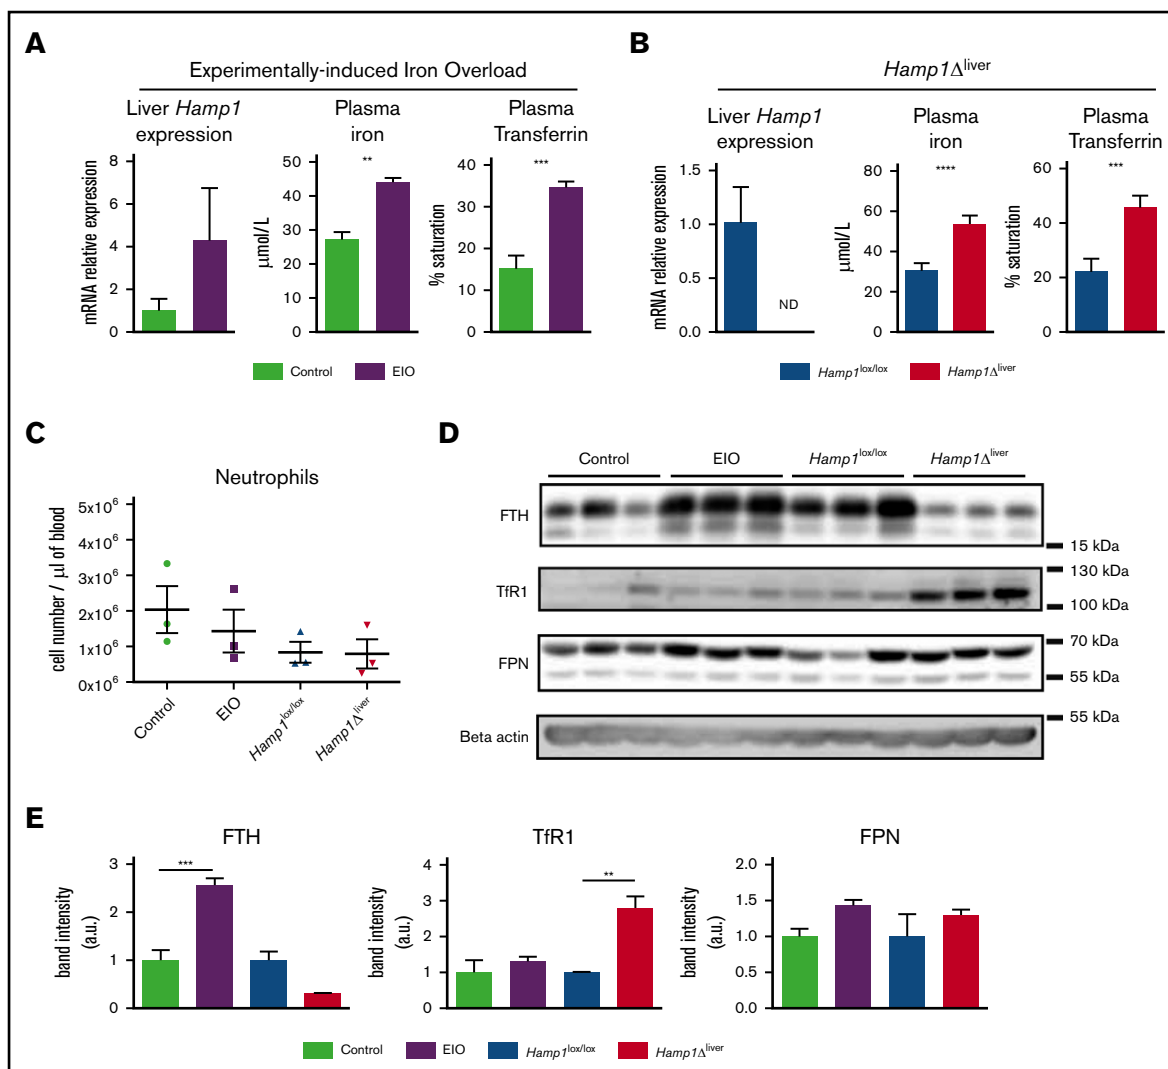 A
Experimentally-induced Iron Overload
Liver Hamp1
expression
Plasma
iron
Plasma
Transferrin
mRNA relative expression
8
6
4
2
0
µmol/L
50
40
30
20
10
0
**
% saturation
40
30
20
10
0
***
Control
EIO
B
Hamp1Δliver
Liver Hamp1
expression
Plasma
iron
Plasma
Transferrin
mRNA relative expression
1.5
1.0
0.5
0.0
ND
µmol/L
80
60
40
20
0
****
% saturation
60
40
20
0
***
Hamp1lox/lox
Hamp1Δliver
C
Neutrophils
cell number / µl of blood
5x10⁶
4x10⁶
3x10⁶
2x10⁶
1x10⁶
0x10⁶
Control
EIO
Hamp1lox/lox
Hamp1Δliver
D
Control
EIO
Hamp1lox/lox
Hamp1Δliver
FTH
15 kDa
130 kDa
TfR1
100 kDa
70 kDa
FPN
55 kDa
55 kDa
Beta actin
E
FTH
band intensity
(a.u.)
3
2
1
0
***
TfR1
band intensity
(a.u.)
4
3
2
1
0
**
FPN
band intensity
(a.u.)
2.0
1.5
1.0
0.5
0.0
Control
EIO
Hamp1lox/lox
Hamp1Δliver